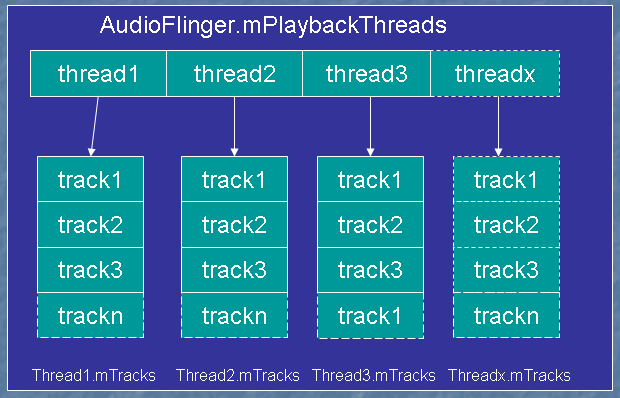 AudioFlinger.mPlaybackThreads
thread1 thread2 thread3 threadx
track1 track1 track1 track1
track2 track2 track2 track2
track3 track3 track3 track3
trackn trackn track1 trackn
Thread1.mTracks Thread2.mTracks Thread3.mTracks Threadx.mTracks